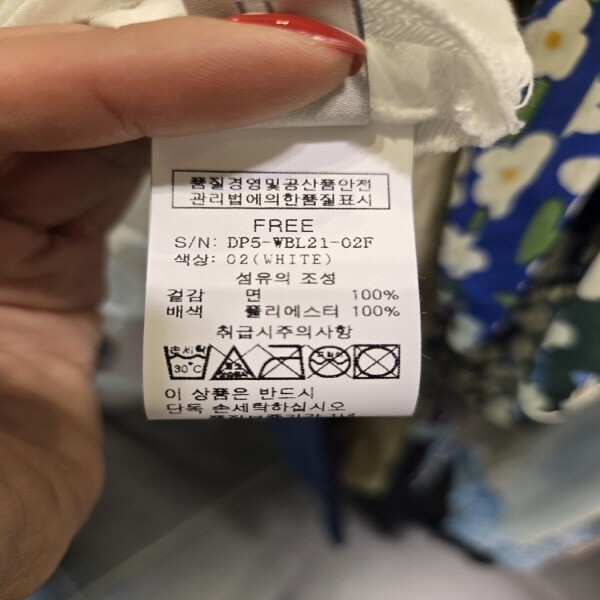 품질경영및공산품안전
관리법에의한품질표시
FREE
S/N: DP5-WBL21-02F
색상: 02(WHITE)
섬유의 조성
겉감 면 100%
배색 폴리에스터 100%
취급시주의사항
손세탁
30°C
이 상품은 반드시
단독 손세탁하십시오